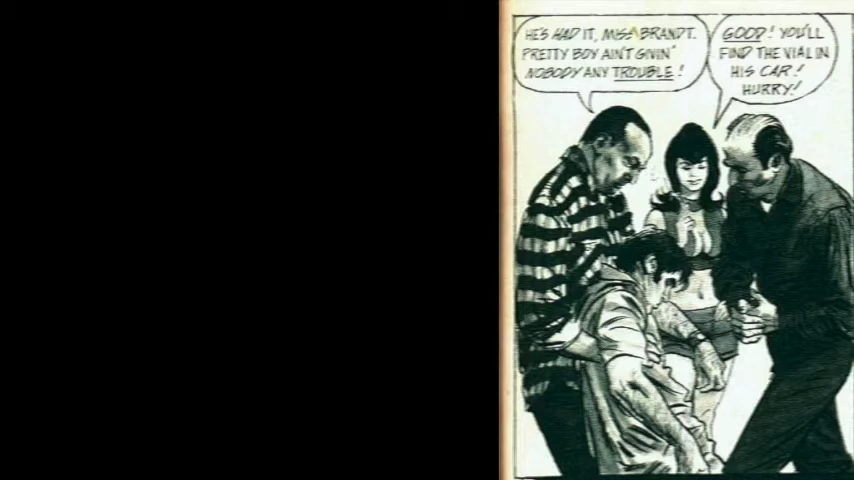 HE'S HAD IT, MISS BRANDT.
PRETTY BOY AIN'T GIVIN'
NOBODY ANY TROUBLE!
GOOD! YOU'LL
FIND THE VIAL IN
HIS CAR!
HURRY!